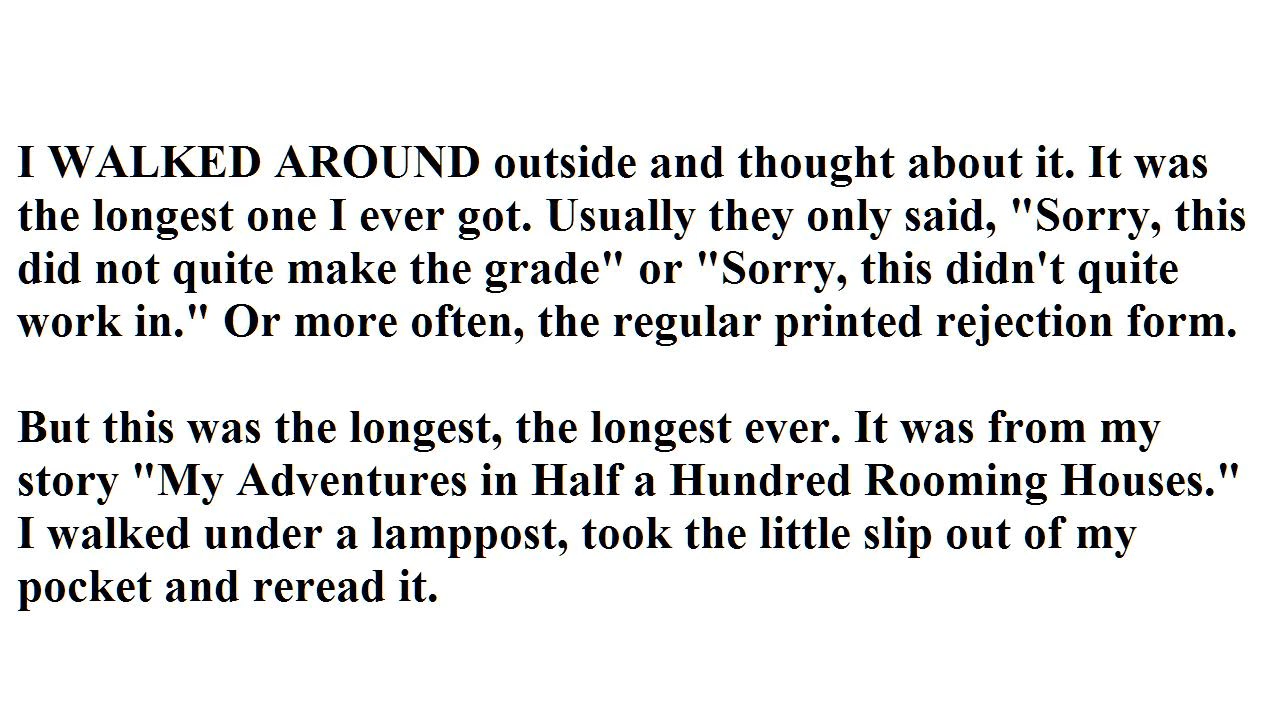 I WALKED AROUND outside and thought about it. It was
the longest one I ever got. Usually they only said, "Sorry, this
did not quite make the grade" or "Sorry, this didn't quite
work in." Or more often, the regular printed rejection form.
But this was the longest, the longest ever. It was from my
story "My Adventures in Half a Hundred Rooming Houses."
I walked under a lamppost, took the little slip out of my
pocket and reread it.